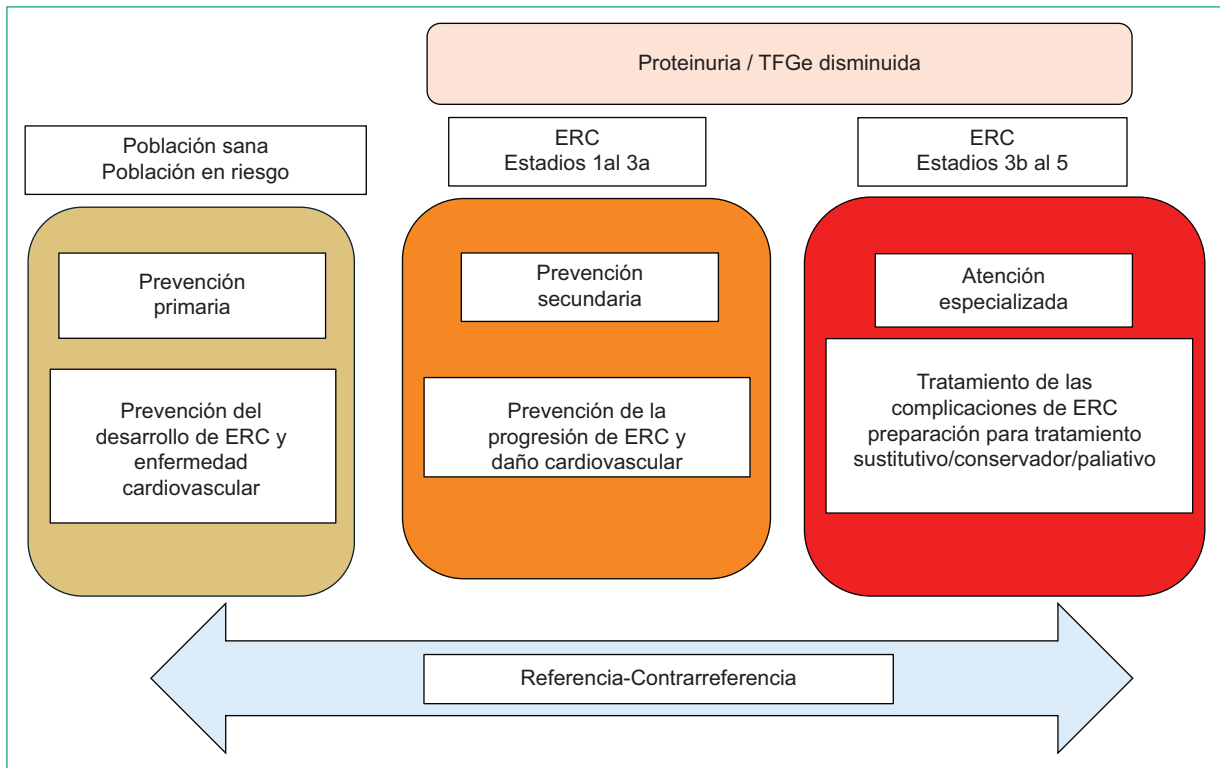 Proteinuria / TFGe disminuida
Población sana
Población en riesgo
ERC
Estadios 1al 3a
ERC
Estadios 3b al 5
Prevención
primaria
Prevención
secundaria
Atención
especializada
Prevención del
desarrollo de ERC y
enfermedad
cardiovascular
Prevención de la
progresión de ERC y
daño cardiovascular
Tratamiento de las
complicaciones de ERC
preparación para tratamiento
sustitutivo/conservador/paliativo
Referencia-Contrarreferencia